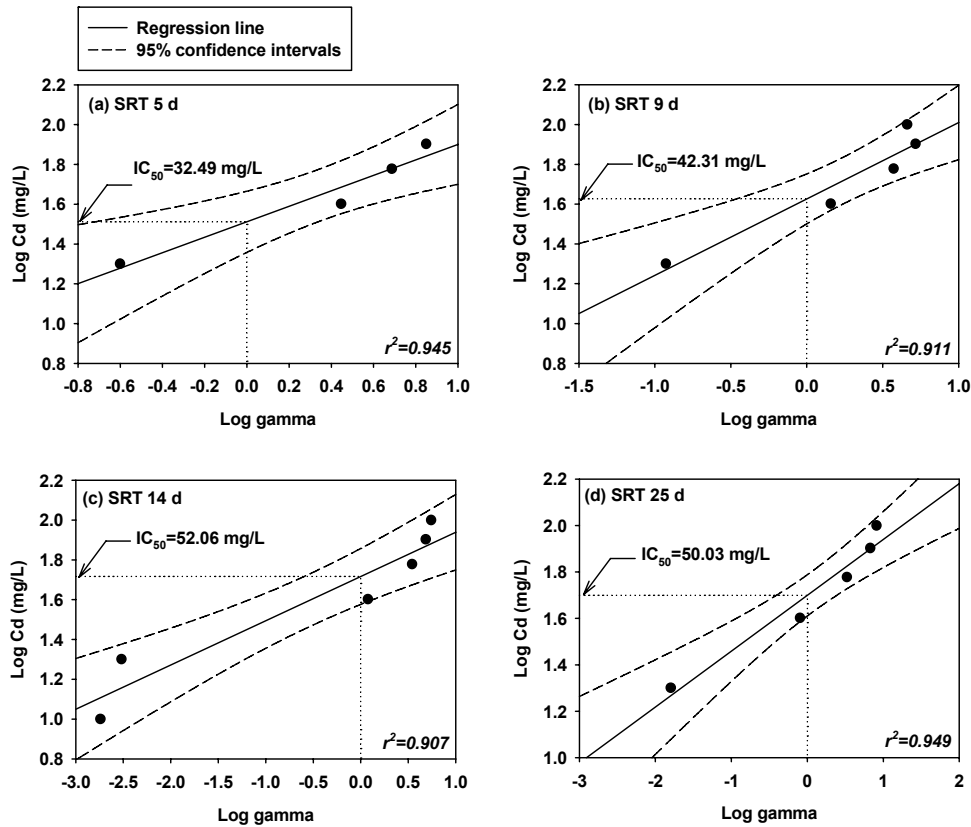 Regression line
95% confidence intervals
(a) SRT 5 d
IC50=32.49 mg/L
Log Cd (mg/L)
2.2
2.0
1.8
1.6
1.4
1.2
1.0
0.8
r²=0.945
-0.8 -0.6 -0.4 -0.2 0.0 0.2 0.4 0.6 0.8 1.0
Log gamma
(b) SRT 9 d
IC50=42.31 mg/L
Log Cd (mg/L)
2.2
2.0
1.8
1.6
1.4
1.2
1.0
0.8
r²=0.911
-1.5 -1.0 -0.5 0.0 0.5 1.0
Log gamma
(c) SRT 14 d
IC50=52.06 mg/L
Log Cd (mg/L)
2.2
2.0
1.8
1.6
1.4
1.2
1.0
0.8
r²=0.907
-3.0 -2.5 -2.0 -1.5 -1.0 -0.5 0.0 0.5 1.0
Log gamma
(d) SRT 25 d
IC50=50.03 mg/L
Log Cd (mg/L)
2.2
2.0
1.8
1.6
1.4
1.2
1.0
r²=0.949
-3 -2 -1 0 1 2
Log gamma